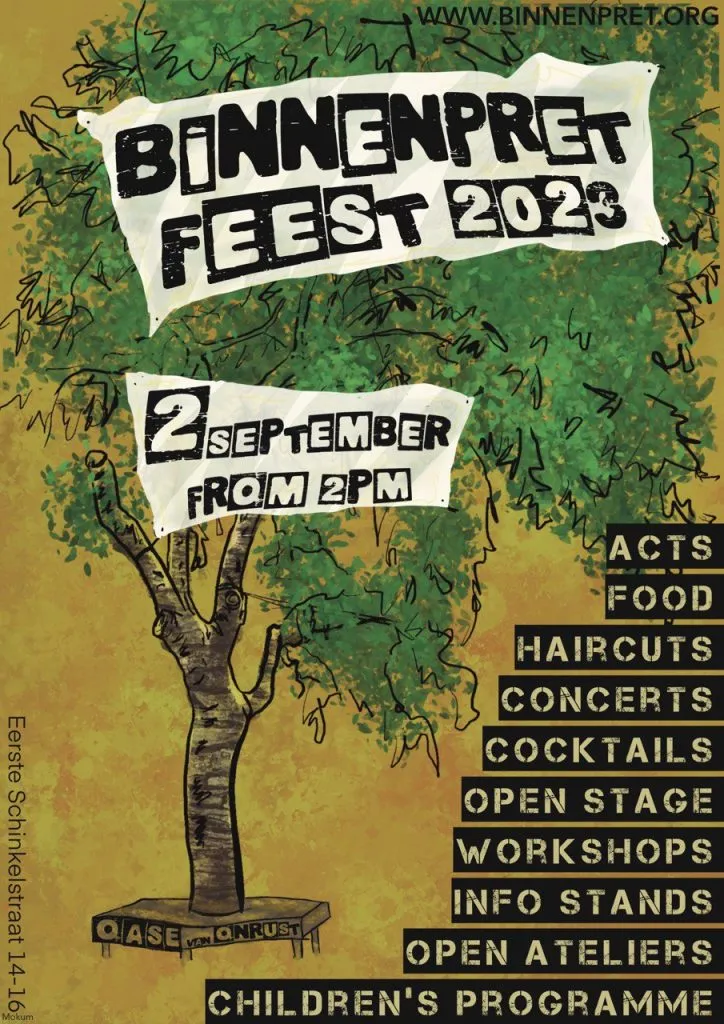 WWW.BINNENPRET.ORG
BiNNENPRET
FEEST 2023
2 SEPTEMBER
FROM 2PM
ACTS
FOOD
HAIRCUTS
CONCERTS
COCKTAILS
OPEN STAGE
WORKSHOPS
INFO STANDS
OPEN ATELIERS
CHILDREN'S PROGRAMME
OASE VAN ONRUST
Eerste Schinkelstraat 14-16
Mokum